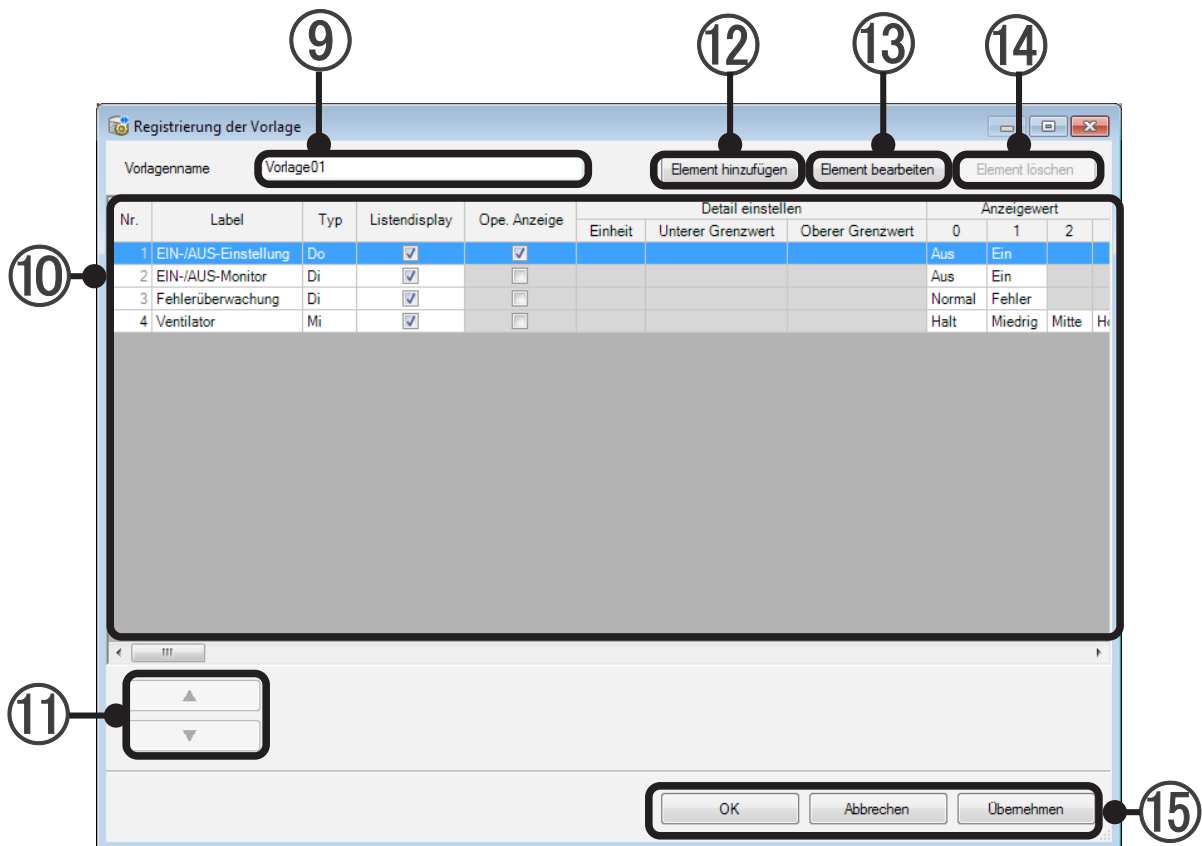 ⑨ ⑫ ⑬ ⑭
Registrierung der Vorlage
Vorlagenname Vorlage01 Element hinzufügen Element bearbeiten Element löschen
Detail einstellen Anzeigewert
Nr. Label Typ Listendisplay Ope. Anzeige Einheit Unterer Grenzwert Oberer Grenzwert 0 1 2
1 EIN-/AUS-Einstellung Do Aus Ein
⑩
2 EIN-/AUS-Monitor Di Aus Ein
3 Fehlerüberwachung Di Normal Fehler
4 Ventilator Mi Halt Miedrig Mitte
⑪
OK Abbrechen Übernehmen
⑮